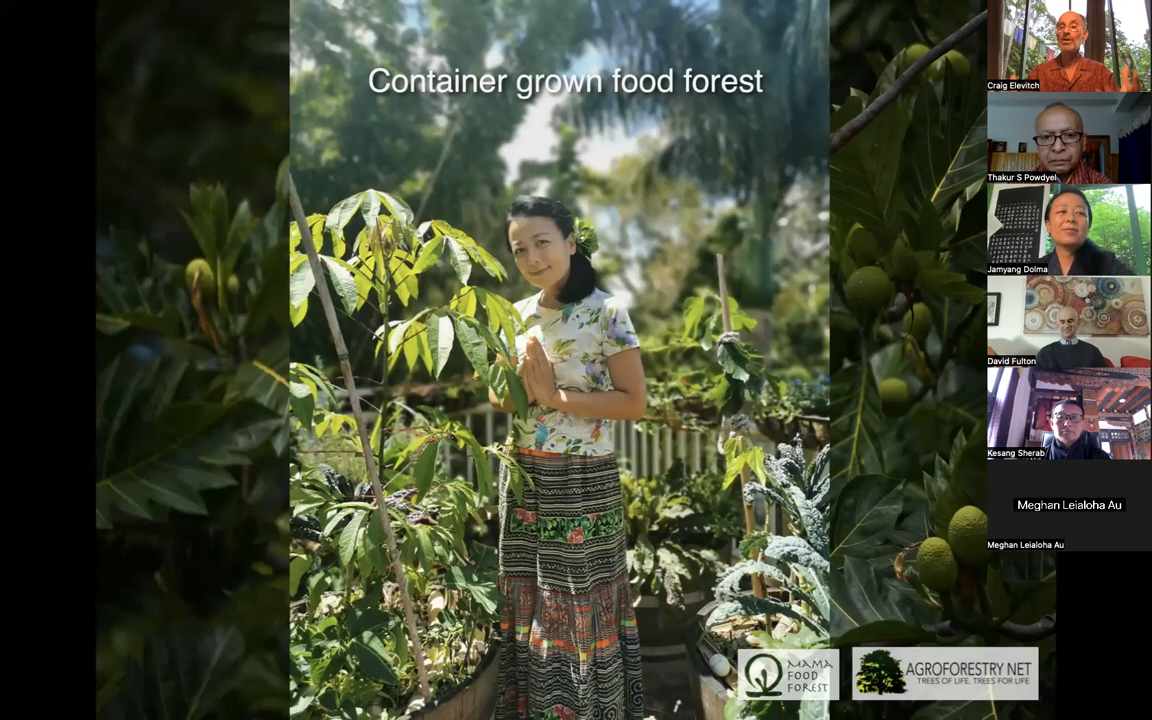 Container grown food forest
Craig Elevitch
Thakur S Powdyel
Jamyang Dolma
David Fulton
Kesang Sherab
Meghan Leialoha Au
Meghan Leialoha Au
MAMA
FOOD
FOREST
AGROFORESTRY NET
TREES OF LIFE, TREES FOR LIFE